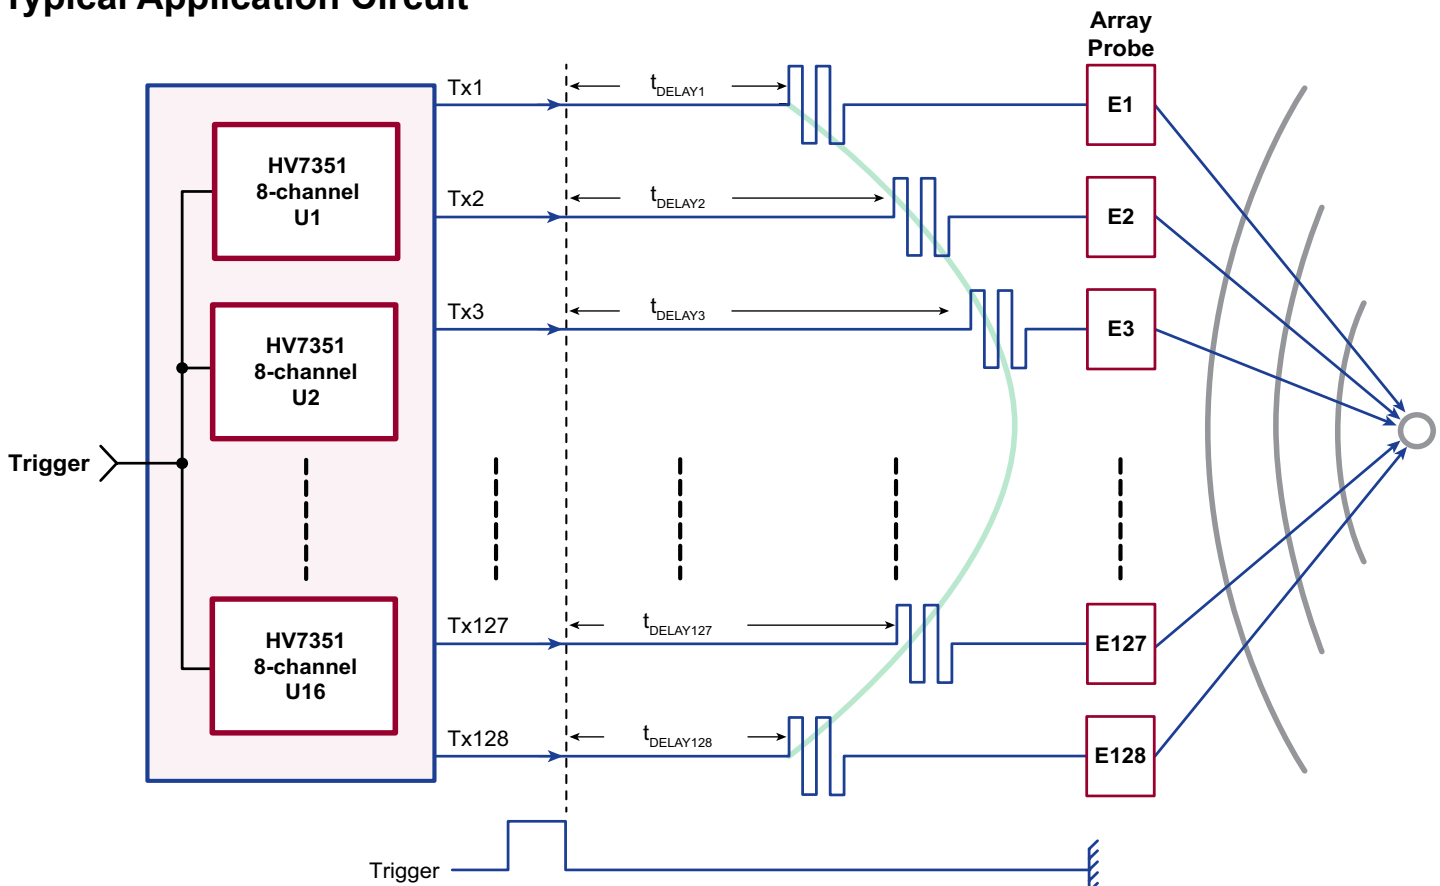 Typical Application Circuit
Array
Probe
Tx1
tDELAY1
E1
HV7351
8-channel
U1
Tx2
tDELAY2
E2
Tx3
tDELAY3
E3
HV7351
8-channel
U2
Trigger
HV7351
8-channel
U16
Tx127
tDELAY127
E127
Tx128
tDELAY128
E128
Trigger